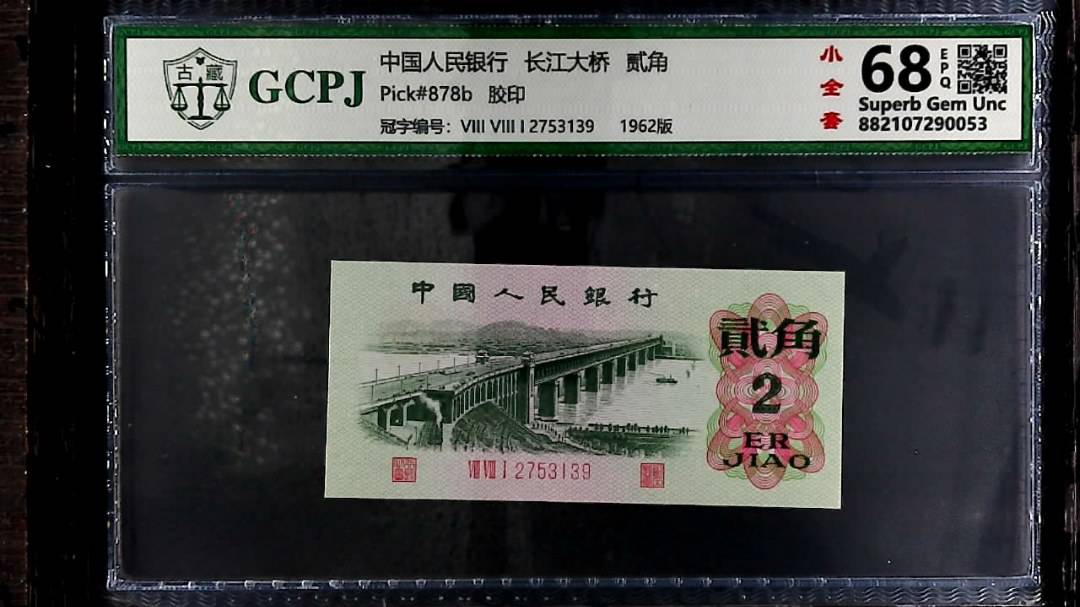 古藏
GCPJ
中国人民银行 长江大桥 贰角
Pick#878b 胶印
冠字编号：VIII VIII I 2753139 1962版
小全套
68
EPQ
Superb Gem Unc
882107290053
中國人民銀行
貳角
2
ER
JIAO
VIII VIII I 2753139